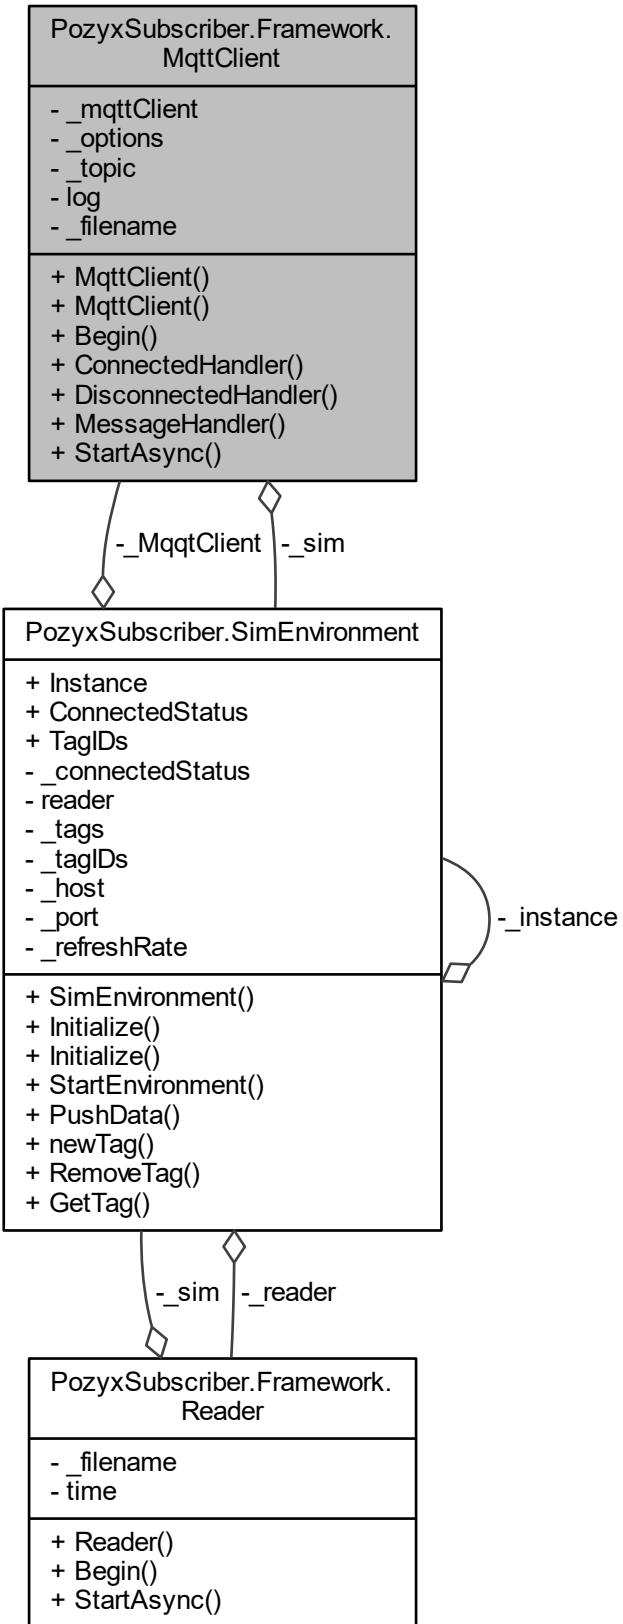 PozyxSubscriber.Framework.
MqttClient
- _mqttClient
- _options
- _topic
- log
- _filename
+ MqttClient()
+ MqttClient()
+ Begin()
+ ConnectedHandler()
+ DisconnectedHandler()
+ MessageHandler()
+ StartAsync()
-_MqqtClient
-_sim
PozyxSubscriber.SimEnvironment
+ Instance
+ ConnectedStatus
+ TagIDs
- _connectedStatus
- reader
- _tags
- _tagIDs
- _host
- _port
- _refreshRate
-_instance
+ SimEnvironment()
+ Initialize()
+ Initialize()
+ StartEnvironment()
+ PushData()
+ newTag()
+ RemoveTag()
+ GetTag()
-_sim
-_reader
PozyxSubscriber.Framework.
Reader
- _filename
- time
+ Reader()
+ Begin()
+ StartAsync()